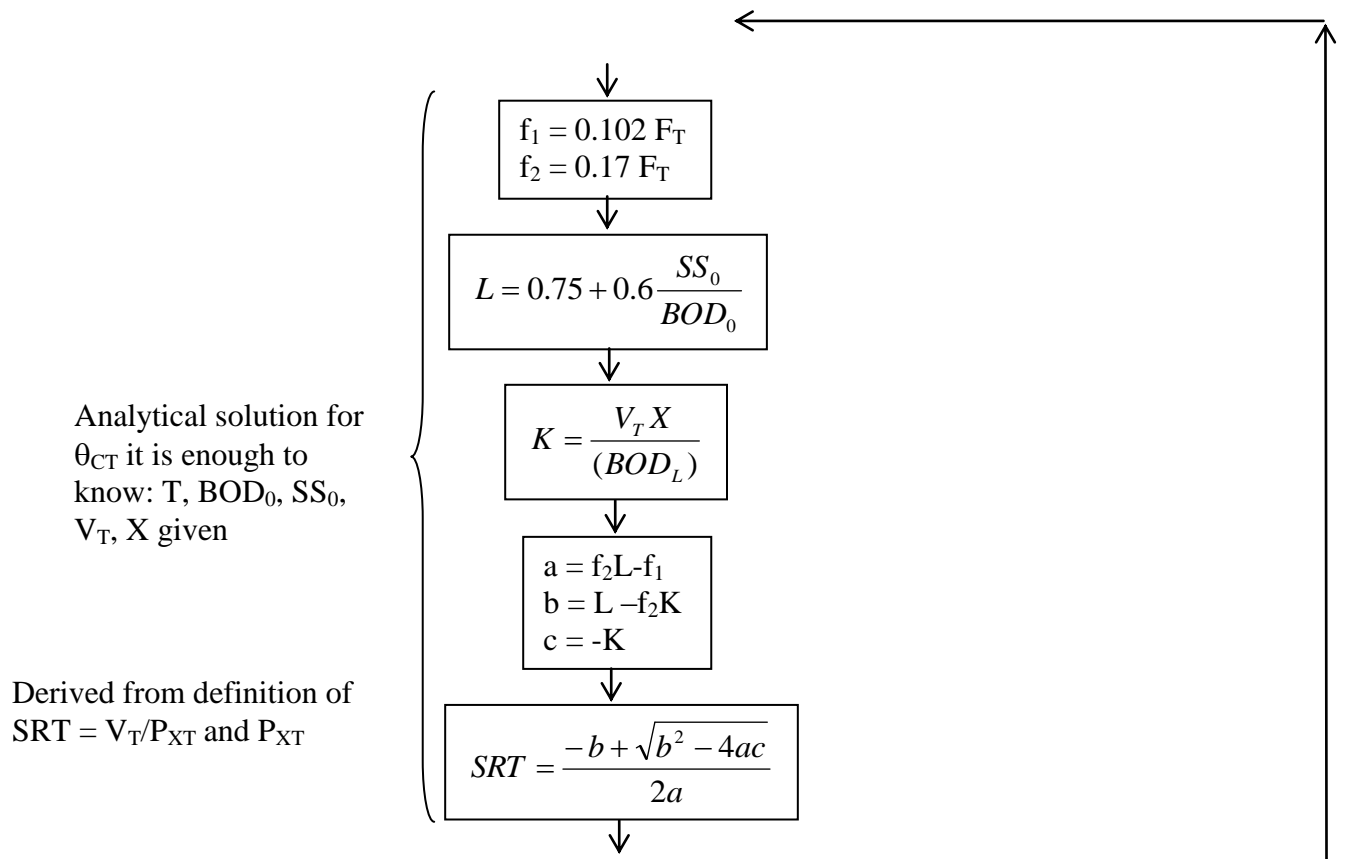 f₁ = 0.102 F_T
f₂ = 0.17 F_T
L = 0.75 + 0.6 SS₀/BOD₀
K = V_T X/(BOD_L)
Analytical solution for
θ_CT it is enough to
know: T, BOD₀, SS₀,
V_T, X given
a = f₂L-f₁
b = L –f₂K
c = -K
Derived from definition of
SRT = V_T/P_XT and P_XT
SRT = (-b + √(b² - 4ac))/2a